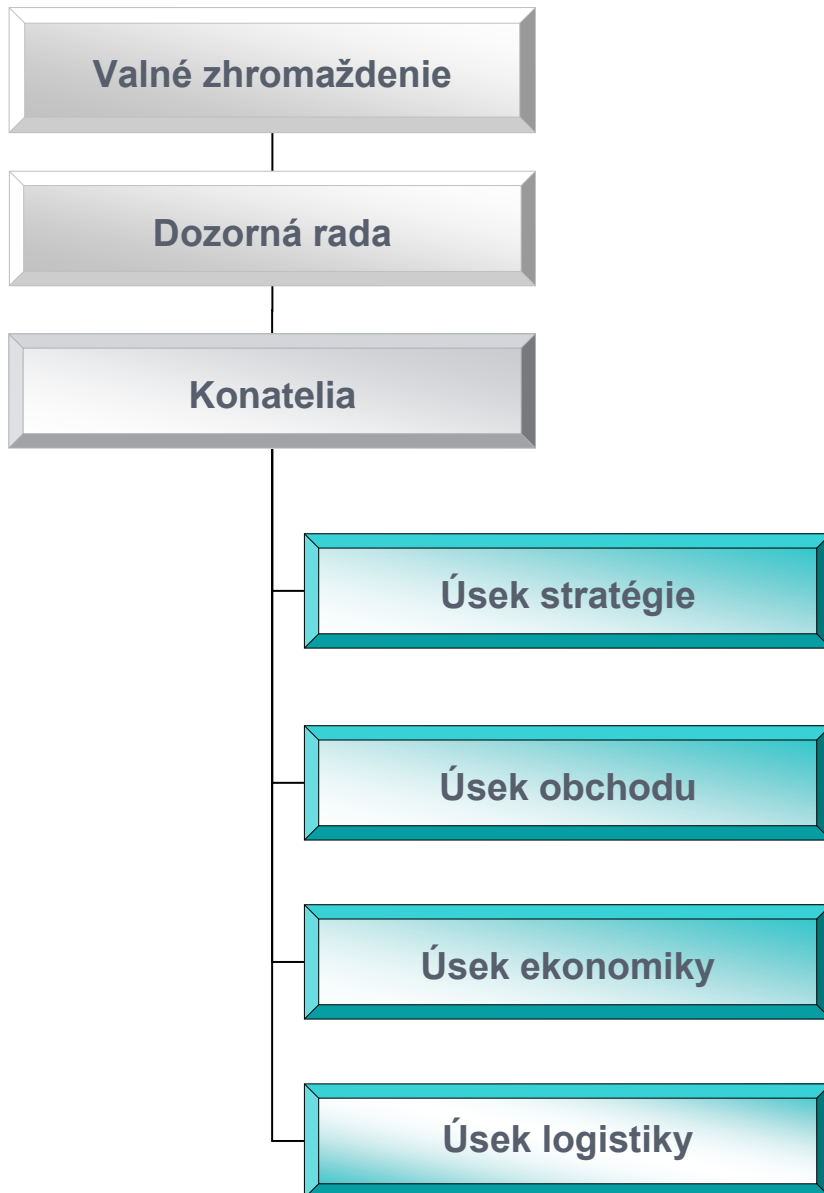 Valné zhromaždenie
Dozorná rada
Konatelia
Úsek stratégie
Úsek obchodu
Úsek ekonomiky
Úsek logistiky